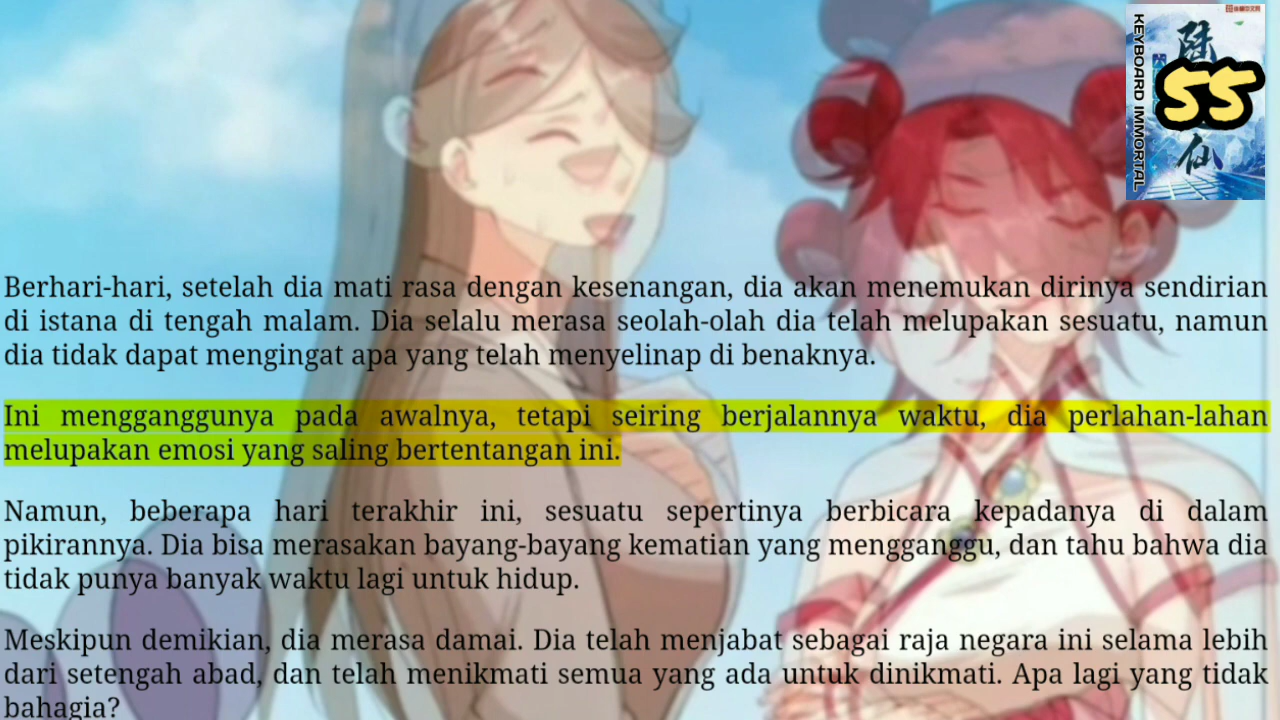 KEYBOARD IMMORTAL
陆
55
仙
Berhari-hari, setelah dia mati rasa dengan kesenangan, dia akan menemukan dirinya sendirian
di istana di tengah malam. Dia selalu merasa seolah-olah dia telah melupakan sesuatu, namun
dia tidak dapat mengingat apa yang telah menyelinap di benaknya.
Ini mengganggunya pada awalnya, tetapi seiring berjalannya waktu, dia perlahan-lahan
melupakan emosi yang saling bertentangan ini.
Namun, beberapa hari terakhir ini, sesuatu sepertinya berbicara kepadanya di dalam
pikirannya. Dia bisa merasakan bayang-bayang kematian yang mengganggu, dan tahu bahwa dia
tidak punya banyak waktu lagi untuk hidup.
Meskipun demikian, dia merasa damai. Dia telah menjabat sebagai raja negara ini selama lebih
dari setengah abad, dan telah menikmati semua yang ada untuk dinikmati. Apa lagi yang tidak
bahagia?